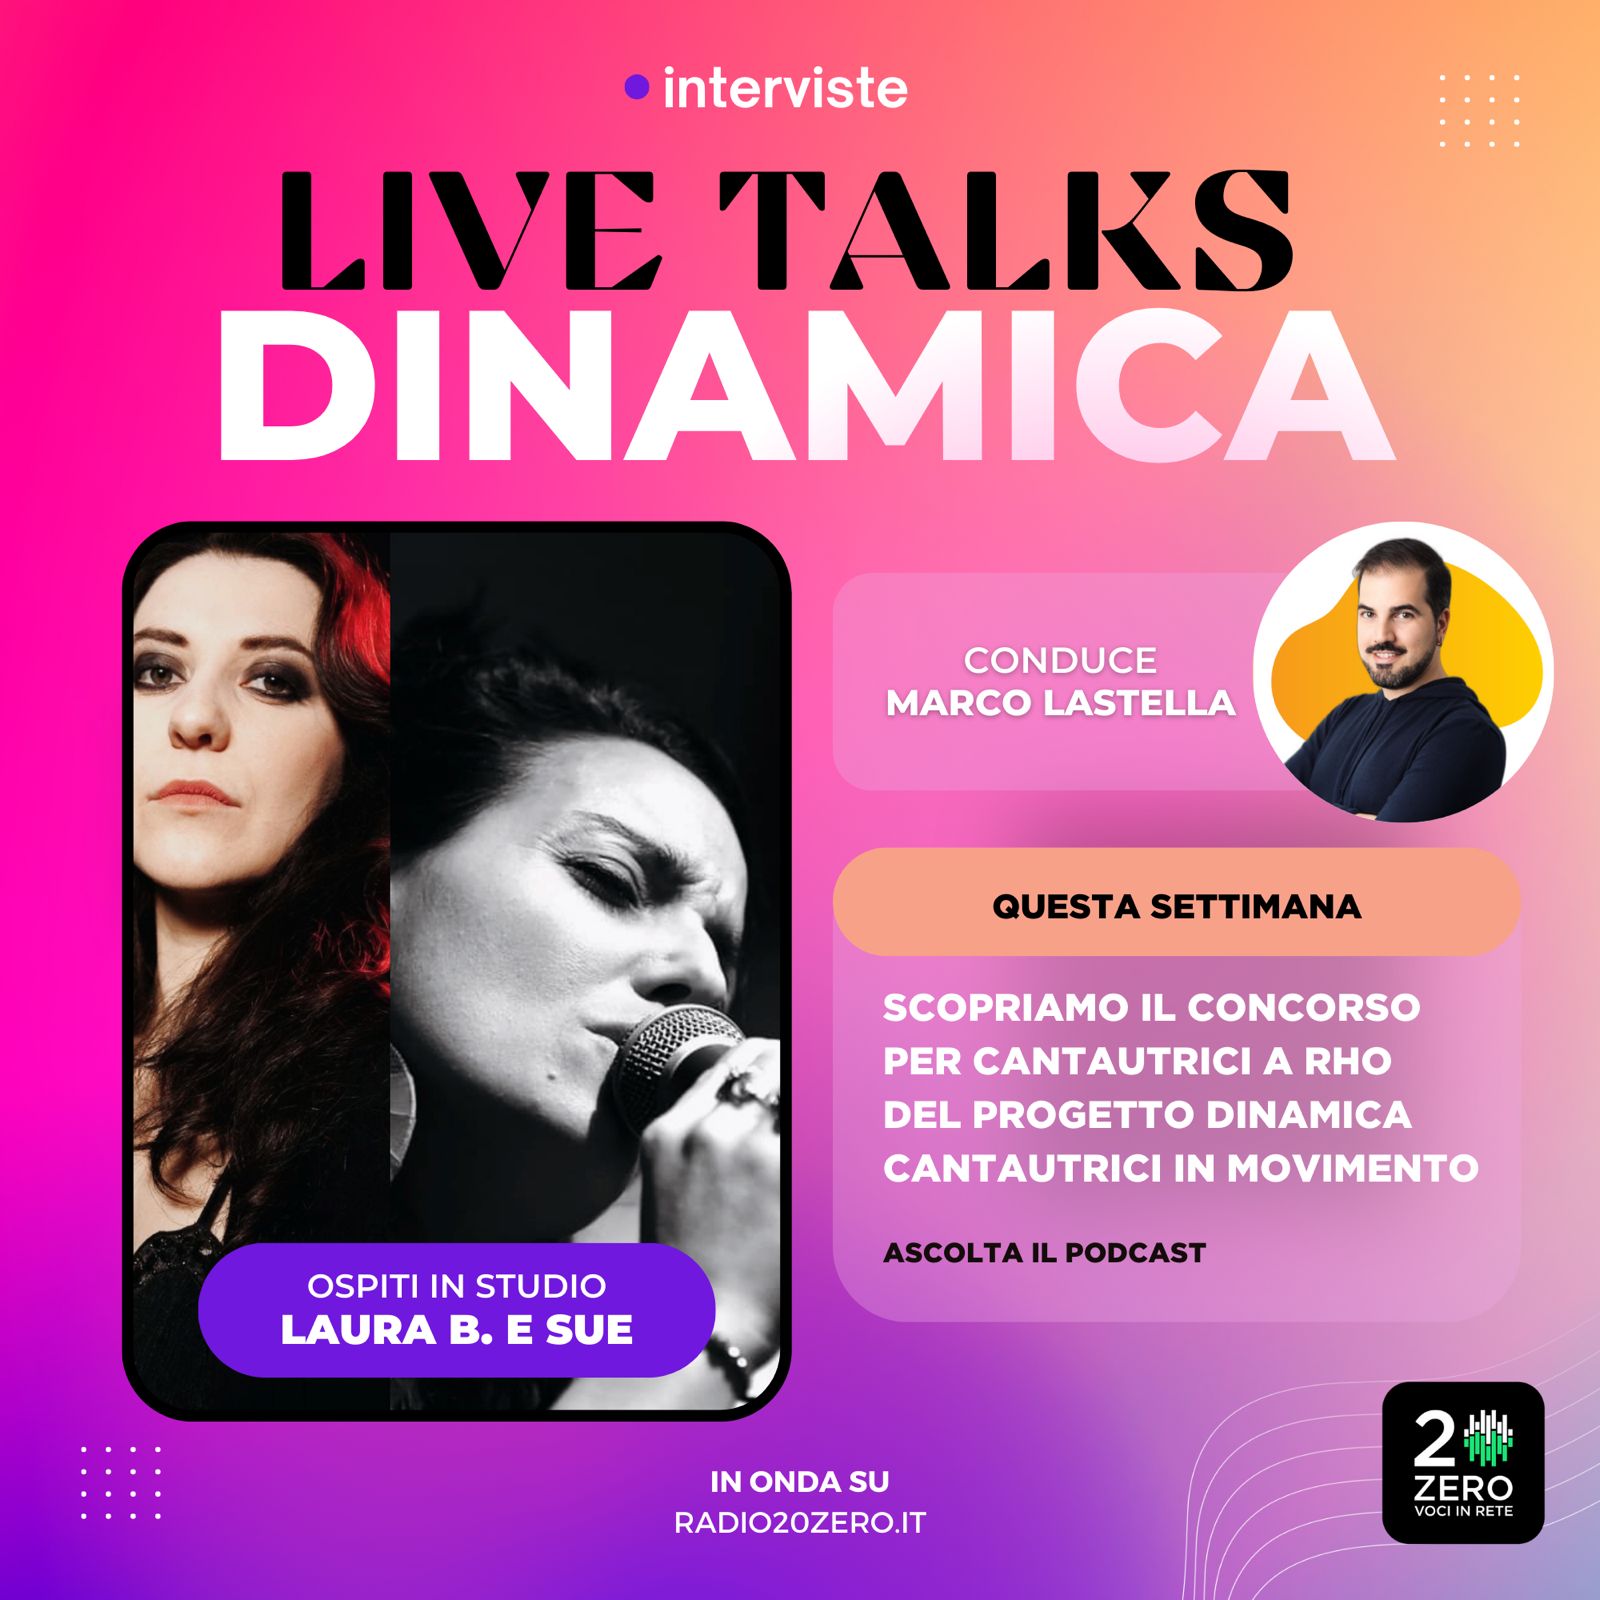 interviste
LIVE TALKS
DINAMICA
CONDUCE
MARCO LASTELLA
QUESTA SETTIMANA
SCOPRIAMO IL CONCORSO
PER CANTAUTRICI A RHO
DEL PROGETTO DINAMICA
CANTAUTRICI IN MOVIMENTO
ASCOLTA IL PODCAST
OSPITI IN STUDIO
LAURA B. E SUE
IN ONDA SU
RADIO20ZERO.IT
20
ZERO
VOCI IN RETE